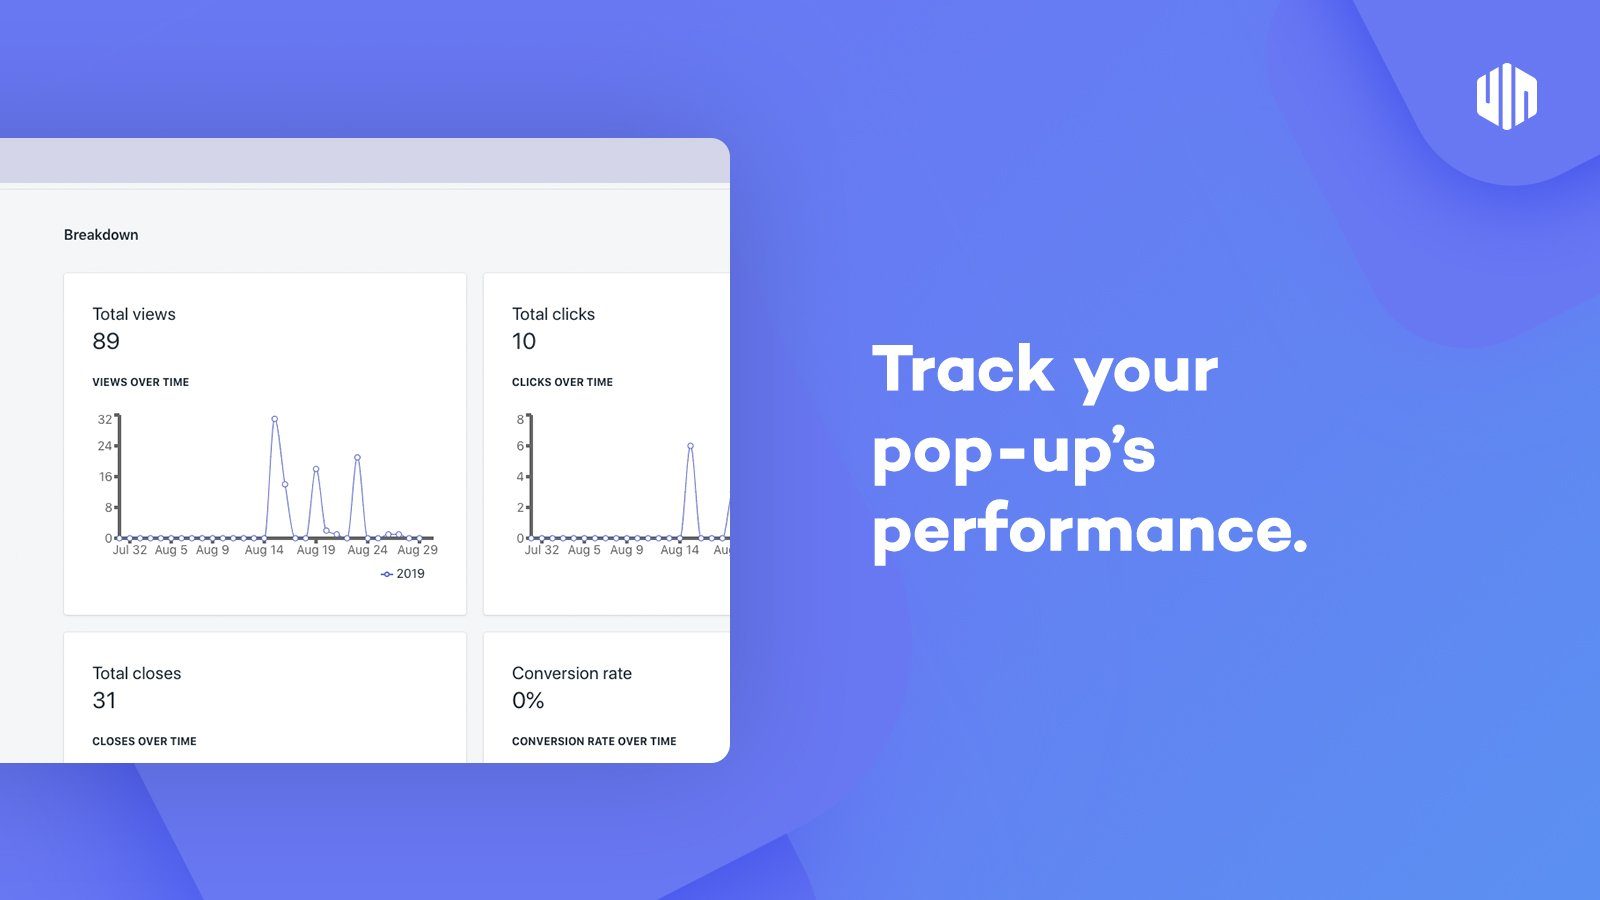 Breakdown
Total views
89
VIEWS OVER TIME
32
24
16
8
0
Jul 32 Aug 5 Aug 9 Aug 14 Aug 19 Aug 24 Aug 29
2019
Total clicks
10
CLICKS OVER TIME
8
6
4
2
0
Jul 32 Aug 5 Aug 9 Aug 14 Au
Total closes
31
CLOSES OVER TIME
Conversion rate
0%
CONVERSION RATE OVER TIME
Track your
pop-up’s
performance.